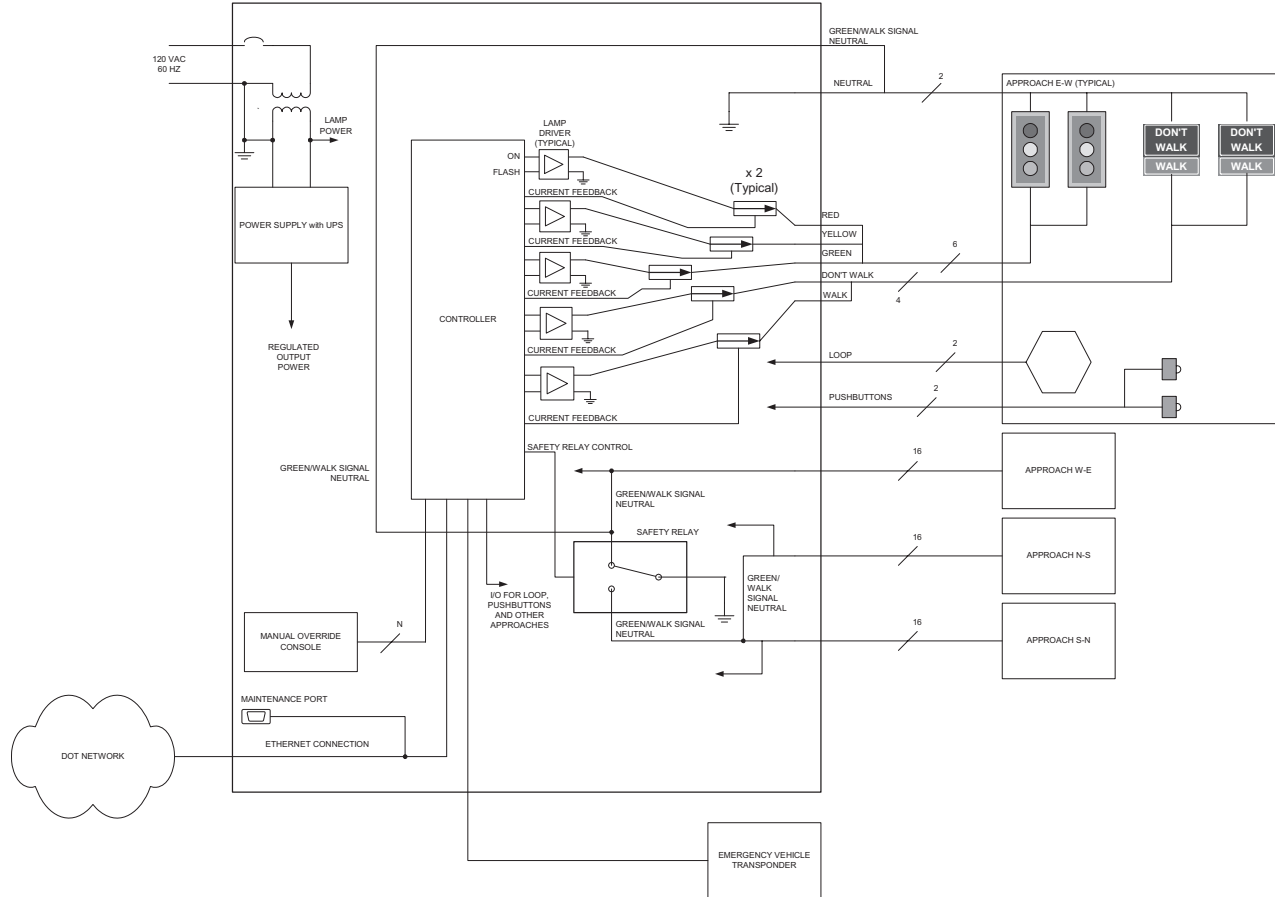 GREEN/WALK SIGNAL
NEUTRAL
120 VAC
60 HZ
NEUTRAL
2
APPROACH E-W (TYPICAL)
LAMP
POWER
LAMP
DRIVER
(TYPICAL)
DON'T
WALK
WALK
DON'T
WALK
WALK
ON
FLASH
x 2
(Typical)
CURRENT FEEDBACK
POWER SUPPLY with UPS
RED
YELLOW
CURRENT FEEDBACK
GREEN
6
DON'T WALK
CURRENT FEEDBACK
WALK
4
CONTROLLER
REGULATED
OUTPUT
POWER
CURRENT FEEDBACK
LOOP
2
PUSHBUTTONS
2
CURRENT FEEDBACK
SAFETY RELAY CONTROL
GREEN/WALK SIGNAL
NEUTRAL
16
APPROACH W-E
GREEN/WALK SIGNAL
NEUTRAL
SAFETY RELAY
16
APPROACH N-S
GREEN/
WALK
SIGNAL
NEUTRAL
I/O FOR LOOP,
PUSHBUTTONS
AND OTHER
APPROACHES
GREEN/WALK SIGNAL
NEUTRAL
16
APPROACH S-N
MANUAL OVERRIDE
CONSOLE
N
MAINTENANCE PORT
ETHERNET CONNECTION
DOT NETWORK
EMERGENCY VEHICLE
TRANSPONDER